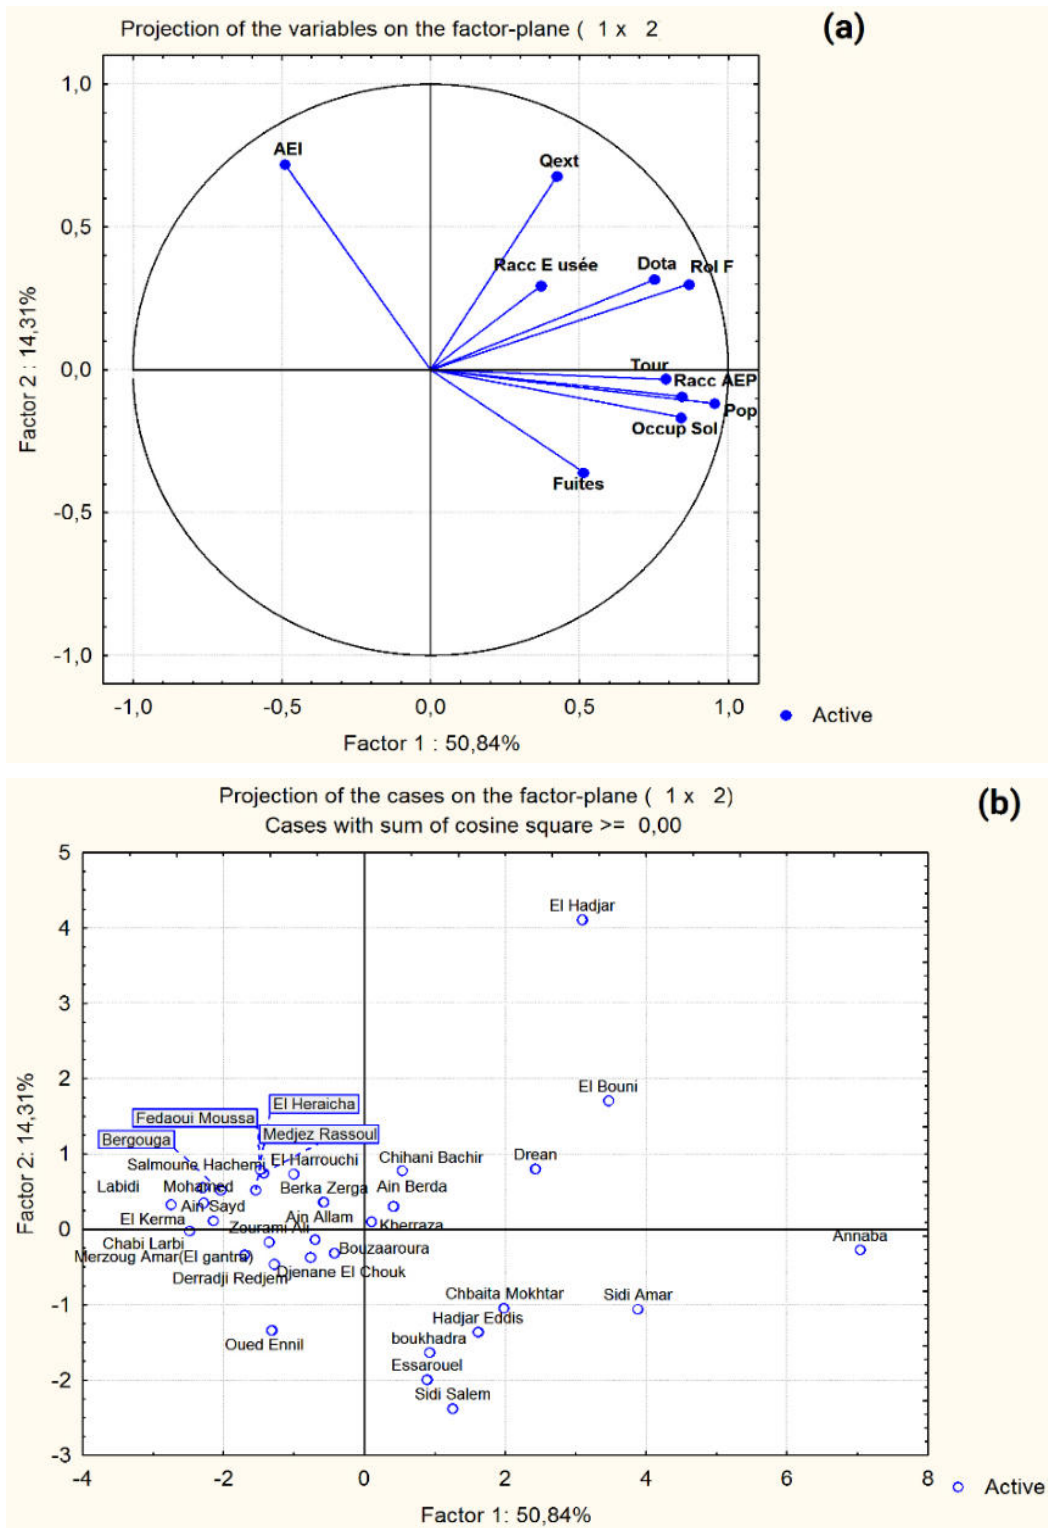 Projection of the variables on the factor-plane ( 1 x 2
(a)
1,0
AEI
Qext
0,5
Racc E usée
Dota
Rol F
Factor 2 : 14,31%
0,0
Tour
Racc AEP
Pop
Occup Sol
Fuites
-0,5
-1,0
-1,0
-0,5
0,0
0,5
1,0
Active
Factor 1 : 50,84%
Projection of the cases on the factor-plane ( 1 x 2)
(b)
Cases with sum of cosine square >= 0,00
5
El Hadjar
4
3
2
El Bouni
El Heraicha
Fedaoui Moussa
Medjez Rassoul
Bergouga
1
Chihani Bachir
Drean
Salmoune Hachemi
El Harrouchi
Labidi
Mohamed
Berka Zerga
Ain Berda
Ain Sayd
El Kerma
Ain Allam
Zourami Ali
Kherraza
0
Annaba
Chabi Larbi
Bouzaaroura
Merzoug Amar(El gantra)
Derradji Redjem
Djenane El Chouk
Factor 2: 14,31%
-1
Chbaita Mokhtar
Sidi Amar
Hadjar Eddis
Oued Ennil
boukhadra
Essarouel
-2
Sidi Salem
-3
-4
-2
0
2
4
6
8
Active
Factor 1: 50,84%